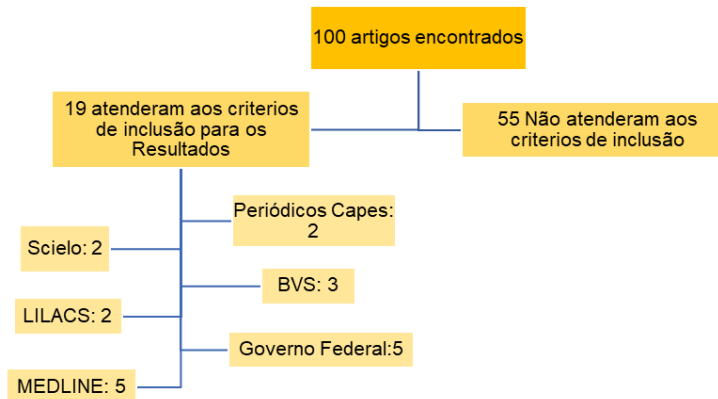 100 artigos encontrados
19 atenderam aos criterios
de inclusão para os
Resultados
55 Não atenderam aos
criterios de inclusão
Periódicos Capes:
2
Scielo: 2
BVS: 3
LILACS: 2
Governo Federal:5
MEDLINE: 5